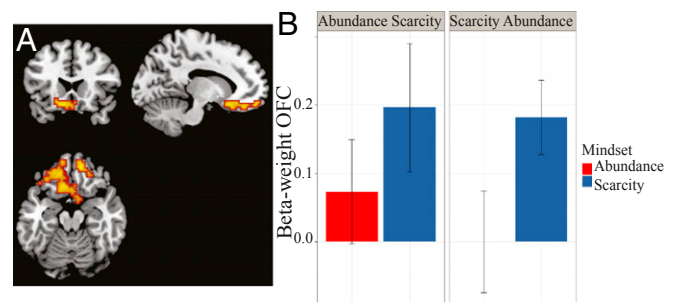 A
B
Abundance Scarcity
Scarcity Abundance
Beta-weight OFC
0.2
0.1
0.0
Mindset
Abundance
Scarcity